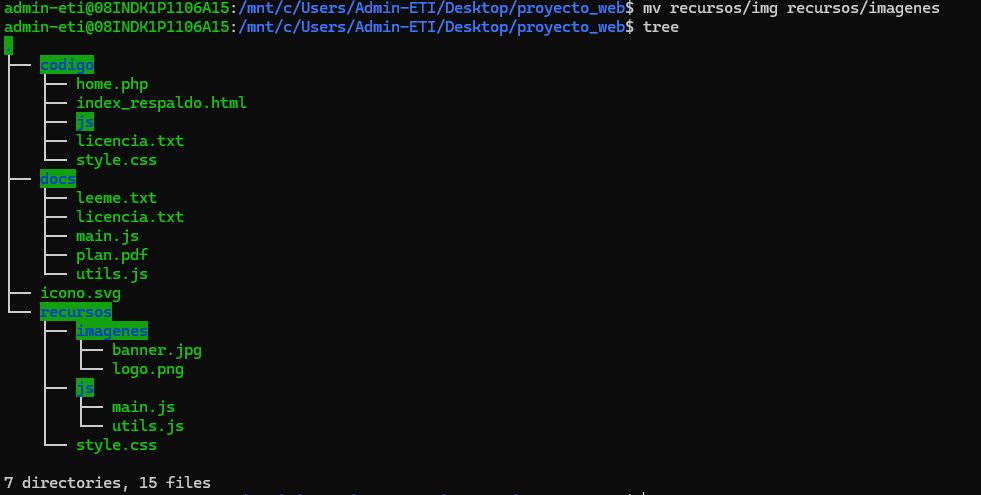 admin-eti@08INDK1P1106A15:/mnt/c/Users/Admin-ETI/Desktop/proyecto_web$ mv recursos/img recursos/imagenes
admin-eti@08INDK1P1106A15:/mnt/c/Users/Admin-ETI/Desktop/proyecto_web$ tree
.
├── codigo
│   ├── home.php
│   ├── index_respaldo.html
│   ├── js
│   ├── licencia.txt
│   └── style.css
├── docs
│   ├── leeme.txt
│   ├── licencia.txt
│   ├── main.js
│   ├── plan.pdf
│   └── utils.js
├── icono.svg
└── recursos
    ├── imagenes
    │   ├── banner.jpg
    │   └── logo.png
    ├── js
    │   ├── main.js
    │   └── utils.js
    └── style.css
7 directories, 15 files